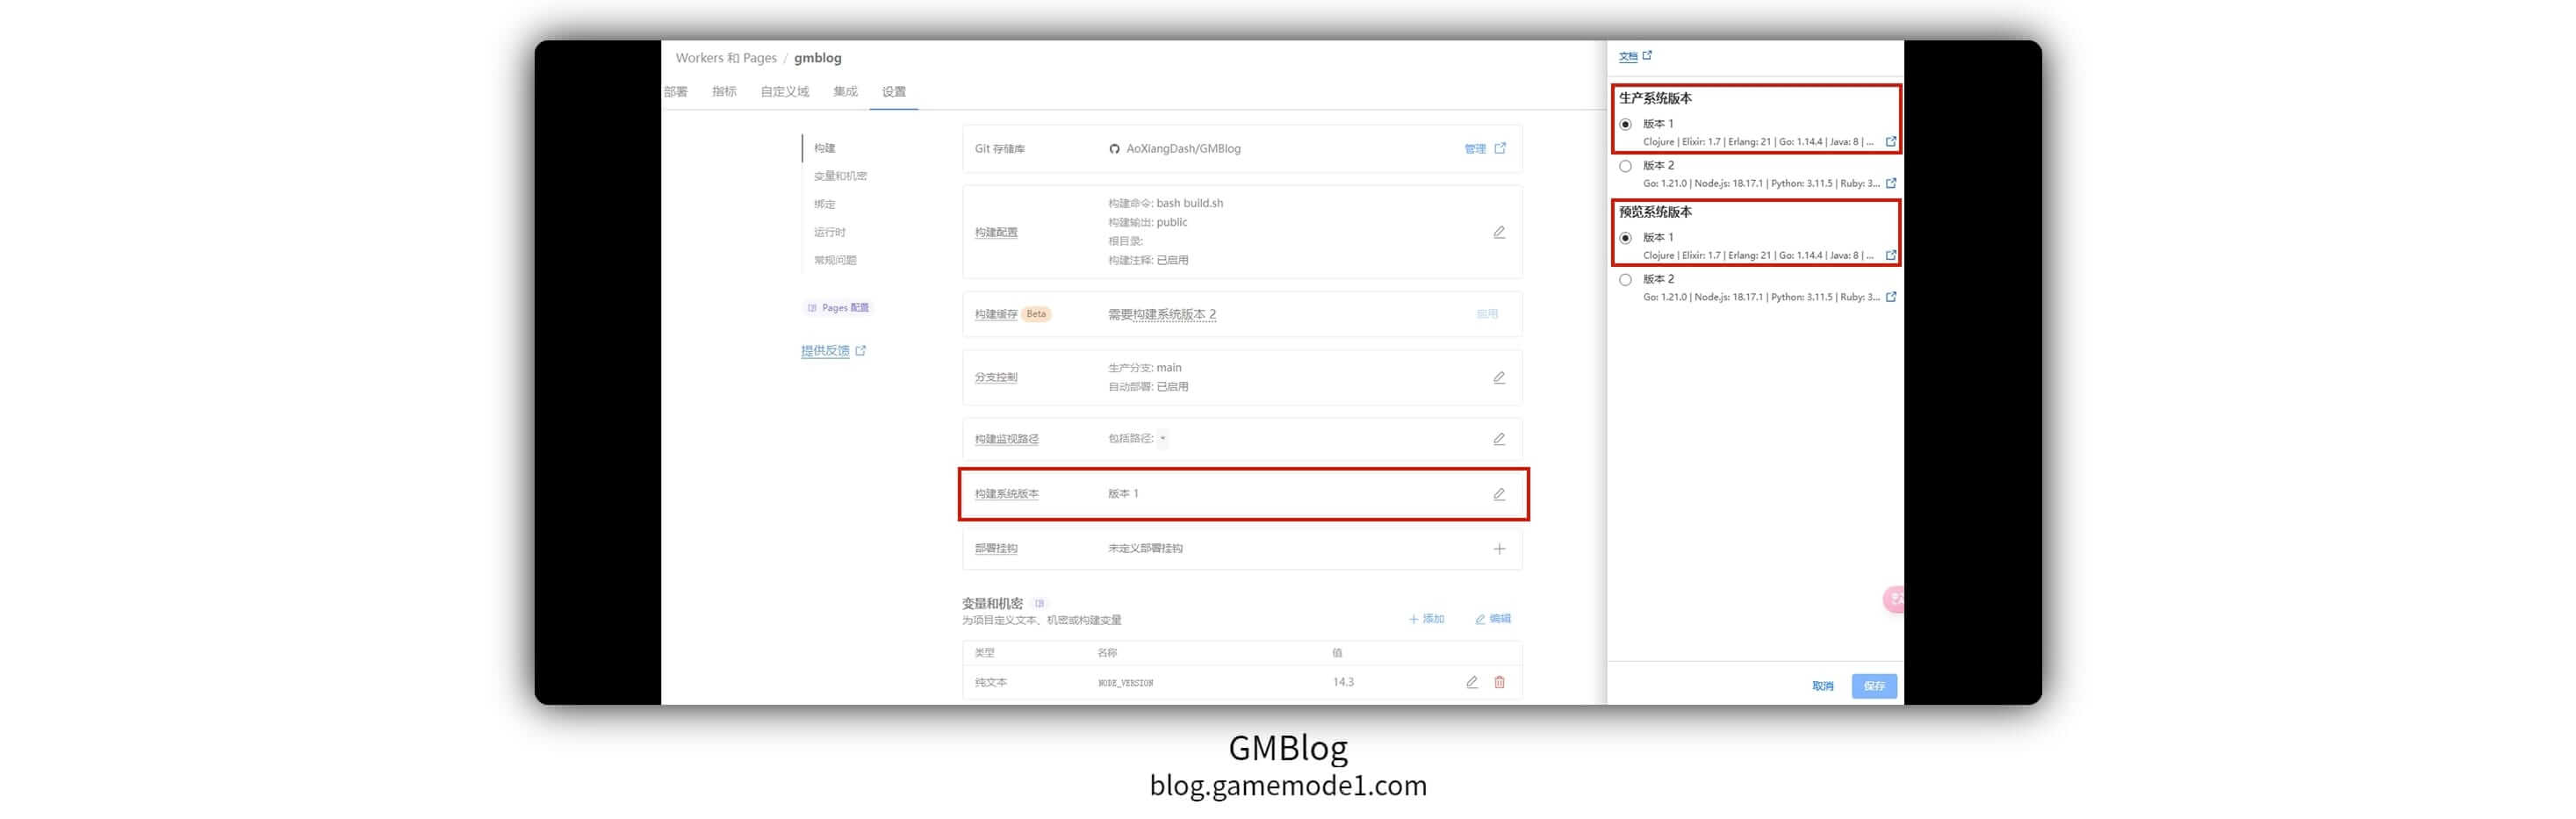 Workers 和 Pages / gmblog
部署 指标 自定义域 集成 设置
构建
变量和机密
绑定
运行时
常规问题
Pages 配置
提供反馈
Git 存储库 AoXiangDash/GMBlog 管理
构建配置
构建命令: bash build.sh
构建输出: public
根目录:
构建注释: 已启用
构建缓存 Beta 需要构建系统版本 2 启用
分支控制
生产分支: main
自动部署: 已启用
构建监视路径 包括路径: *
构建系统版本 版本 1
部署挂钩 未定义部署挂钩
变量和机密
为项目定义文本、机密或构建变量
添加 编辑
类型 名称 值
纯文本 NODE_VERSION 14.3
文档
生产系统版本
版本 1
Clojure | Elixir: 1.7 | Erlang: 21 | Go: 1.14.4 | Java: 8 | ...
版本 2
Go: 1.21.0 | Node.js: 18.17.1 | Python: 3.11.5 | Ruby: 3...
预览系统版本
版本 1
Clojure | Elixir: 1.7 | Erlang: 21 | Go: 1.14.4 | Java: 8 | ...
版本 2
Go: 1.21.0 | Node.js: 18.17.1 | Python: 3.11.5 | Ruby: 3...
取消 保存
GMBlog
blog.gamemode1.com